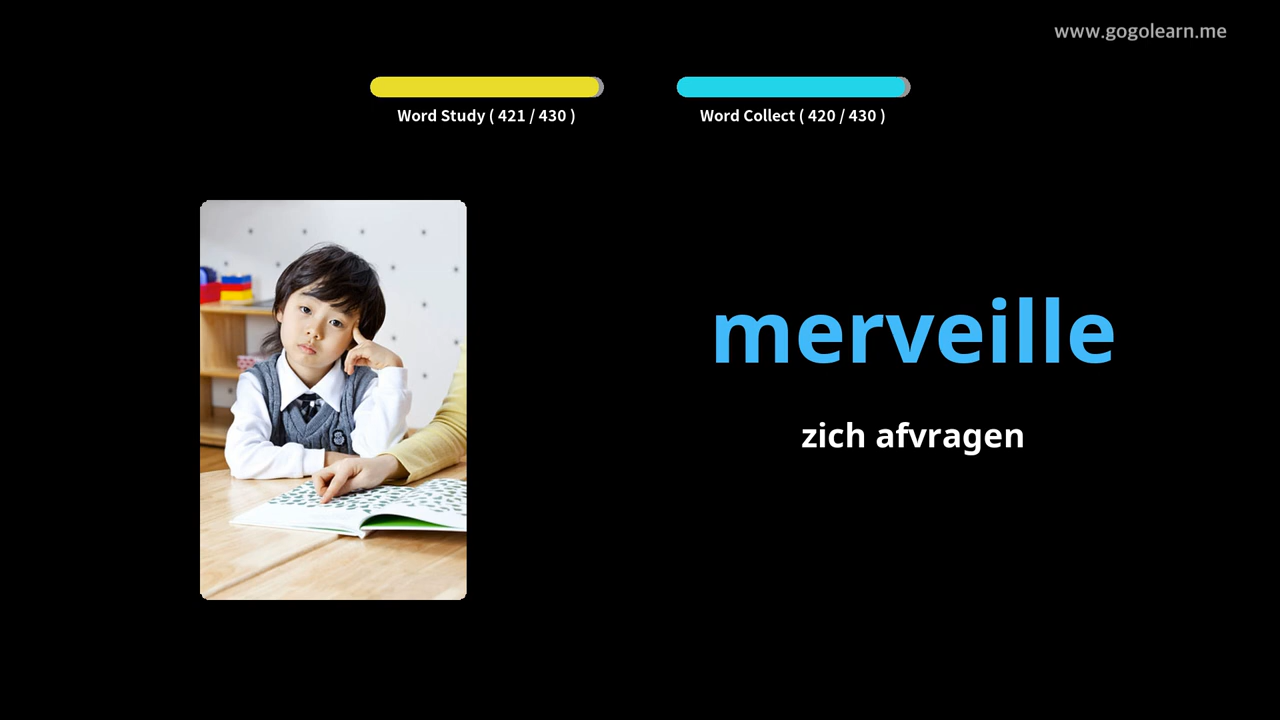 www.gogolearn.me
Word Study ( 421 / 430 )
Word Collect ( 420 / 430 )
merveille
zich afvragen